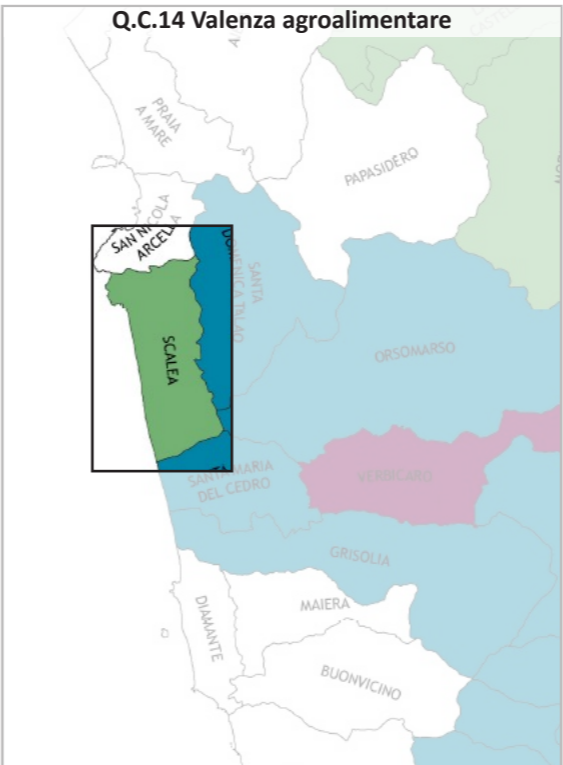 Q.C.14 Valenza agroalimentare
PRAIA
A MARE
PAPASIDERO
SAN NICOLA
ARCELLA
SANTA
DOMENICA TALAO
SCALEA
ORSOMARSO
SANTA MARIA
DEL CEDRO
VERBICARO
GRISOLIA
DIAMANTE
MAIERÀ
BUONVICINO